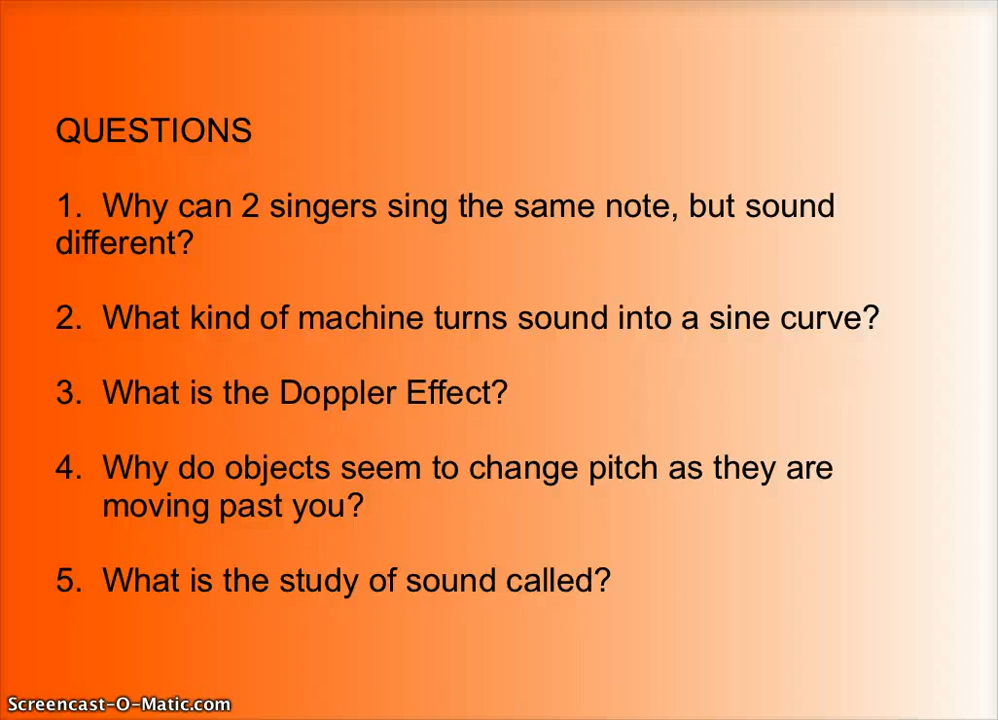 QUESTIONS
1. Why can 2 singers sing the same note, but sound
different?
2. What kind of machine turns sound into a sine curve?
3. What is the Doppler Effect?
4. Why do objects seem to change pitch as they are
moving past you?
5. What is the study of sound called?
Screencast-O-Matic.com